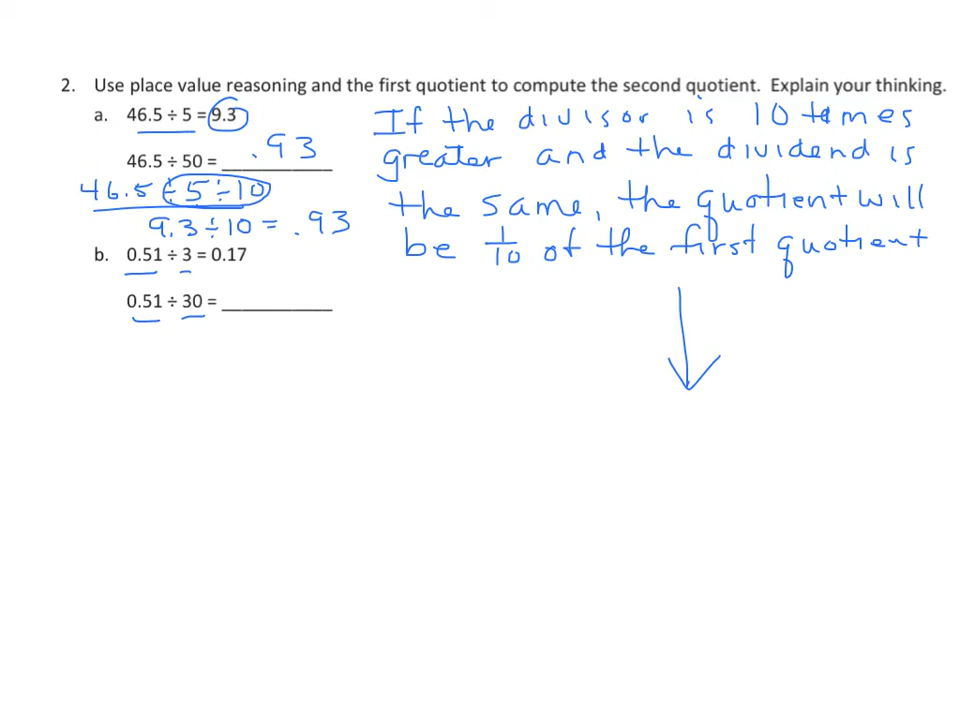 2. Use place value reasoning and the first quotient to compute the second quotient. Explain your thinking.
a. 46.5 ÷ 5 = 9.3
46.5 ÷ 50 = .93
46.5 ÷ 5 ÷ 10
9.3 ÷ 10 = .93
If the divisor is 10 times
greater and the dividend is
the same, the quotient will
be 1/10 of the first quotient
b. 0.51 ÷ 3 = 0.17
0.51 ÷ 30 = ___________